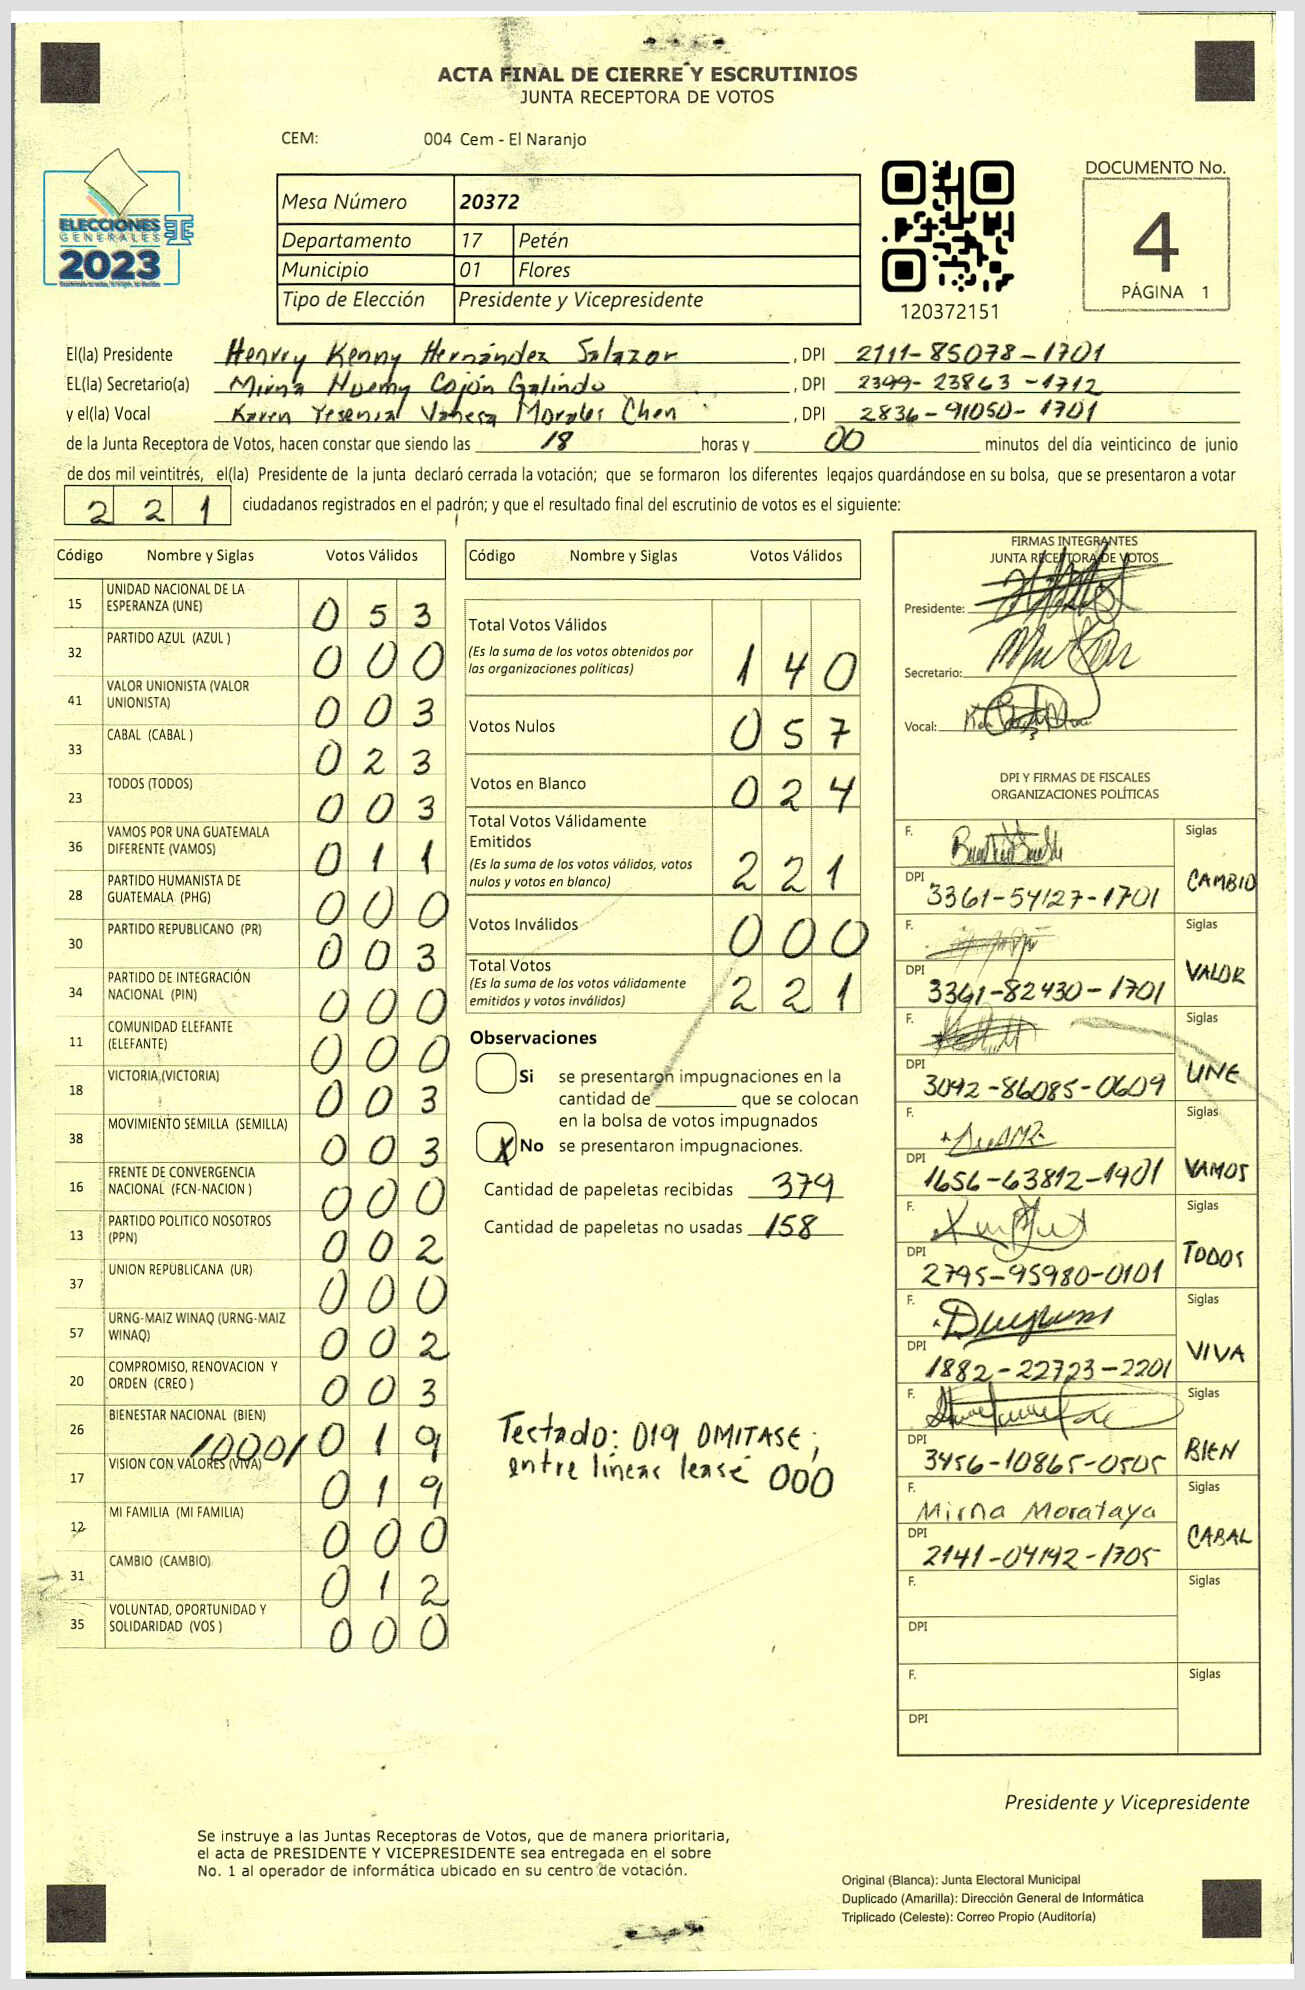 ACTA FINAL DE CIERRE Y ESCRUTINIOS
JUNTA RECEPTORA DE VOTOS
CEM: 004 Cem - El Naranjo
ELECCIONES
GENERALES
2023
Mesa Número 20372
Departamento 17 Petén
Municipio 01 Flores
Tipo de Elección Presidente y Vicepresidente
120372151
DOCUMENTO No.
4
PÁGINA 1
El(la) Presidente Henrry Kenny Hernández Salazar , DPI 2111-85078-1701
EL(la) Secretario(a) Mirna Noemy Cojón Galindo , DPI 2399-23863-1712
y el(la) Vocal Karen Yesenia Vanesa Morales Chen , DPI 2836-91050-1701
de la Junta Receptora de Votos, hacen constar que siendo las 18 horas y 00 minutos del día veinticinco de junio
de dos mil veintitrés, el(la) Presidente de la junta declaró cerrada la votación; que se formaron los diferentes legajos guardándose en su bolsa, que se presentaron a votar
221 ciudadanos registrados en el padrón; y que el resultado final del escrutinio de votos es el siguiente:
Código Nombre y Siglas Votos Válidos
15 UNIDAD NACIONAL DE LA
ESPERANZA (UNE) 0 5 3
32 PARTIDO AZUL (AZUL ) 0 0 0
41 VALOR UNIONISTA (VALOR
UNIONISTA) 0 0 3
33 CABAL (CABAL ) 0 2 3
23 TODOS (TODOS) 0 0 3
36 VAMOS POR UNA GUATEMALA
DIFERENTE (VAMOS) 0 1 1
28 PARTIDO HUMANISTA DE
GUATEMALA (PHG) 0 0 0
30 PARTIDO REPUBLICANO (PR) 0 0 3
34 PARTIDO DE INTEGRACIÓN
NACIONAL (PIN) 0 0 0
11 COMUNIDAD ELEFANTE
(ELEFANTE) 0 0 0
18 VICTORIA (VICTORIA) 0 0 3
38 MOVIMIENTO SEMILLA (SEMILLA) 0 0 3
16 FRENTE DE CONVERGENCIA
NACIONAL (FCN-NACION ) 0 0 0
13 PARTIDO POLITICO NOSOTROS
(PPN) 0 0 2
37 UNION REPUBLICANA (UR) 0 0 0
57 URNG-MAIZ WINAQ (URNG-MAIZ
WINAQ) 0 0 2
20 COMPROMISO, RENOVACION Y
ORDEN (CREO ) 0 0 3
26 BIENESTAR NACIONAL (BIEN)
/000/ 0 1 9
17 VISION CON VALORES (VIVA) 0 1 9
12 MI FAMILIA (MI FAMILIA) 0 0 0
31 CAMBIO (CAMBIO) 0 1 2
35 VOLUNTAD, OPORTUNIDAD Y
SOLIDARIDAD (VOS ) 0 0 0
Código Nombre y Siglas Votos Válidos
Total Votos Válidos
(Es la suma de los votos obtenidos por
las organizaciones políticas) 1 4 0
Votos Nulos 0 5 7
Votos en Blanco 0 2 4
Total Votos Válidamente
Emitidos
(Es la suma de los votos válidos, votos
nulos y votos en blanco) 2 2 1
Votos Inválidos 0 0 0
Total Votos
(Es la suma de los votos válidamente
emitidos y votos inválidos) 2 2 1
Observaciones
Si se presentaron impugnaciones en la
cantidad de ________ que se colocan
en la bolsa de votos impugnados
X No se presentaron impugnaciones.
Cantidad de papeletas recibidas 379
Cantidad de papeletas no usadas 158
Testado: 019 OMITASE;
entre líneas lease 000
FIRMAS INTEGRANTES
JUNTA RECEPTORA DE VOTOS
Presidente:
Secretario:
Vocal:
DPI Y FIRMAS DE FISCALES
ORGANIZACIONES POLÍTICAS
F. Siglas
DPI 3361-54127-1701 CAMBIO
F. Siglas
DPI 3361-82430-1701 VALOR
F. Siglas
DPI 3092-86085-0609 UNE
F. Siglas
DPI 1656-63812-1901 VAMOS
F. Siglas
DPI 2795-95980-0101 TODOS
F. Siglas
DPI 1882-22723-2201 VIVA
F. Siglas
DPI 3456-10865-0505 BIEN
F. Mirna Morataya Siglas
DPI 2141-04142-1705 CABAL
F. Siglas
DPI
F. Siglas
DPI
Presidente y Vicepresidente
Se instruye a las Juntas Receptoras de Votos, que de manera prioritaria,
el acta de PRESIDENTE Y VICEPRESIDENTE sea entregada en el sobre
No. 1 al operador de informática ubicado en su centro de votación.
Original (Blanca): Junta Electoral Municipal
Duplicado (Amarilla): Dirección General de Informática
Triplicado (Celeste): Correo Propio (Auditoría)